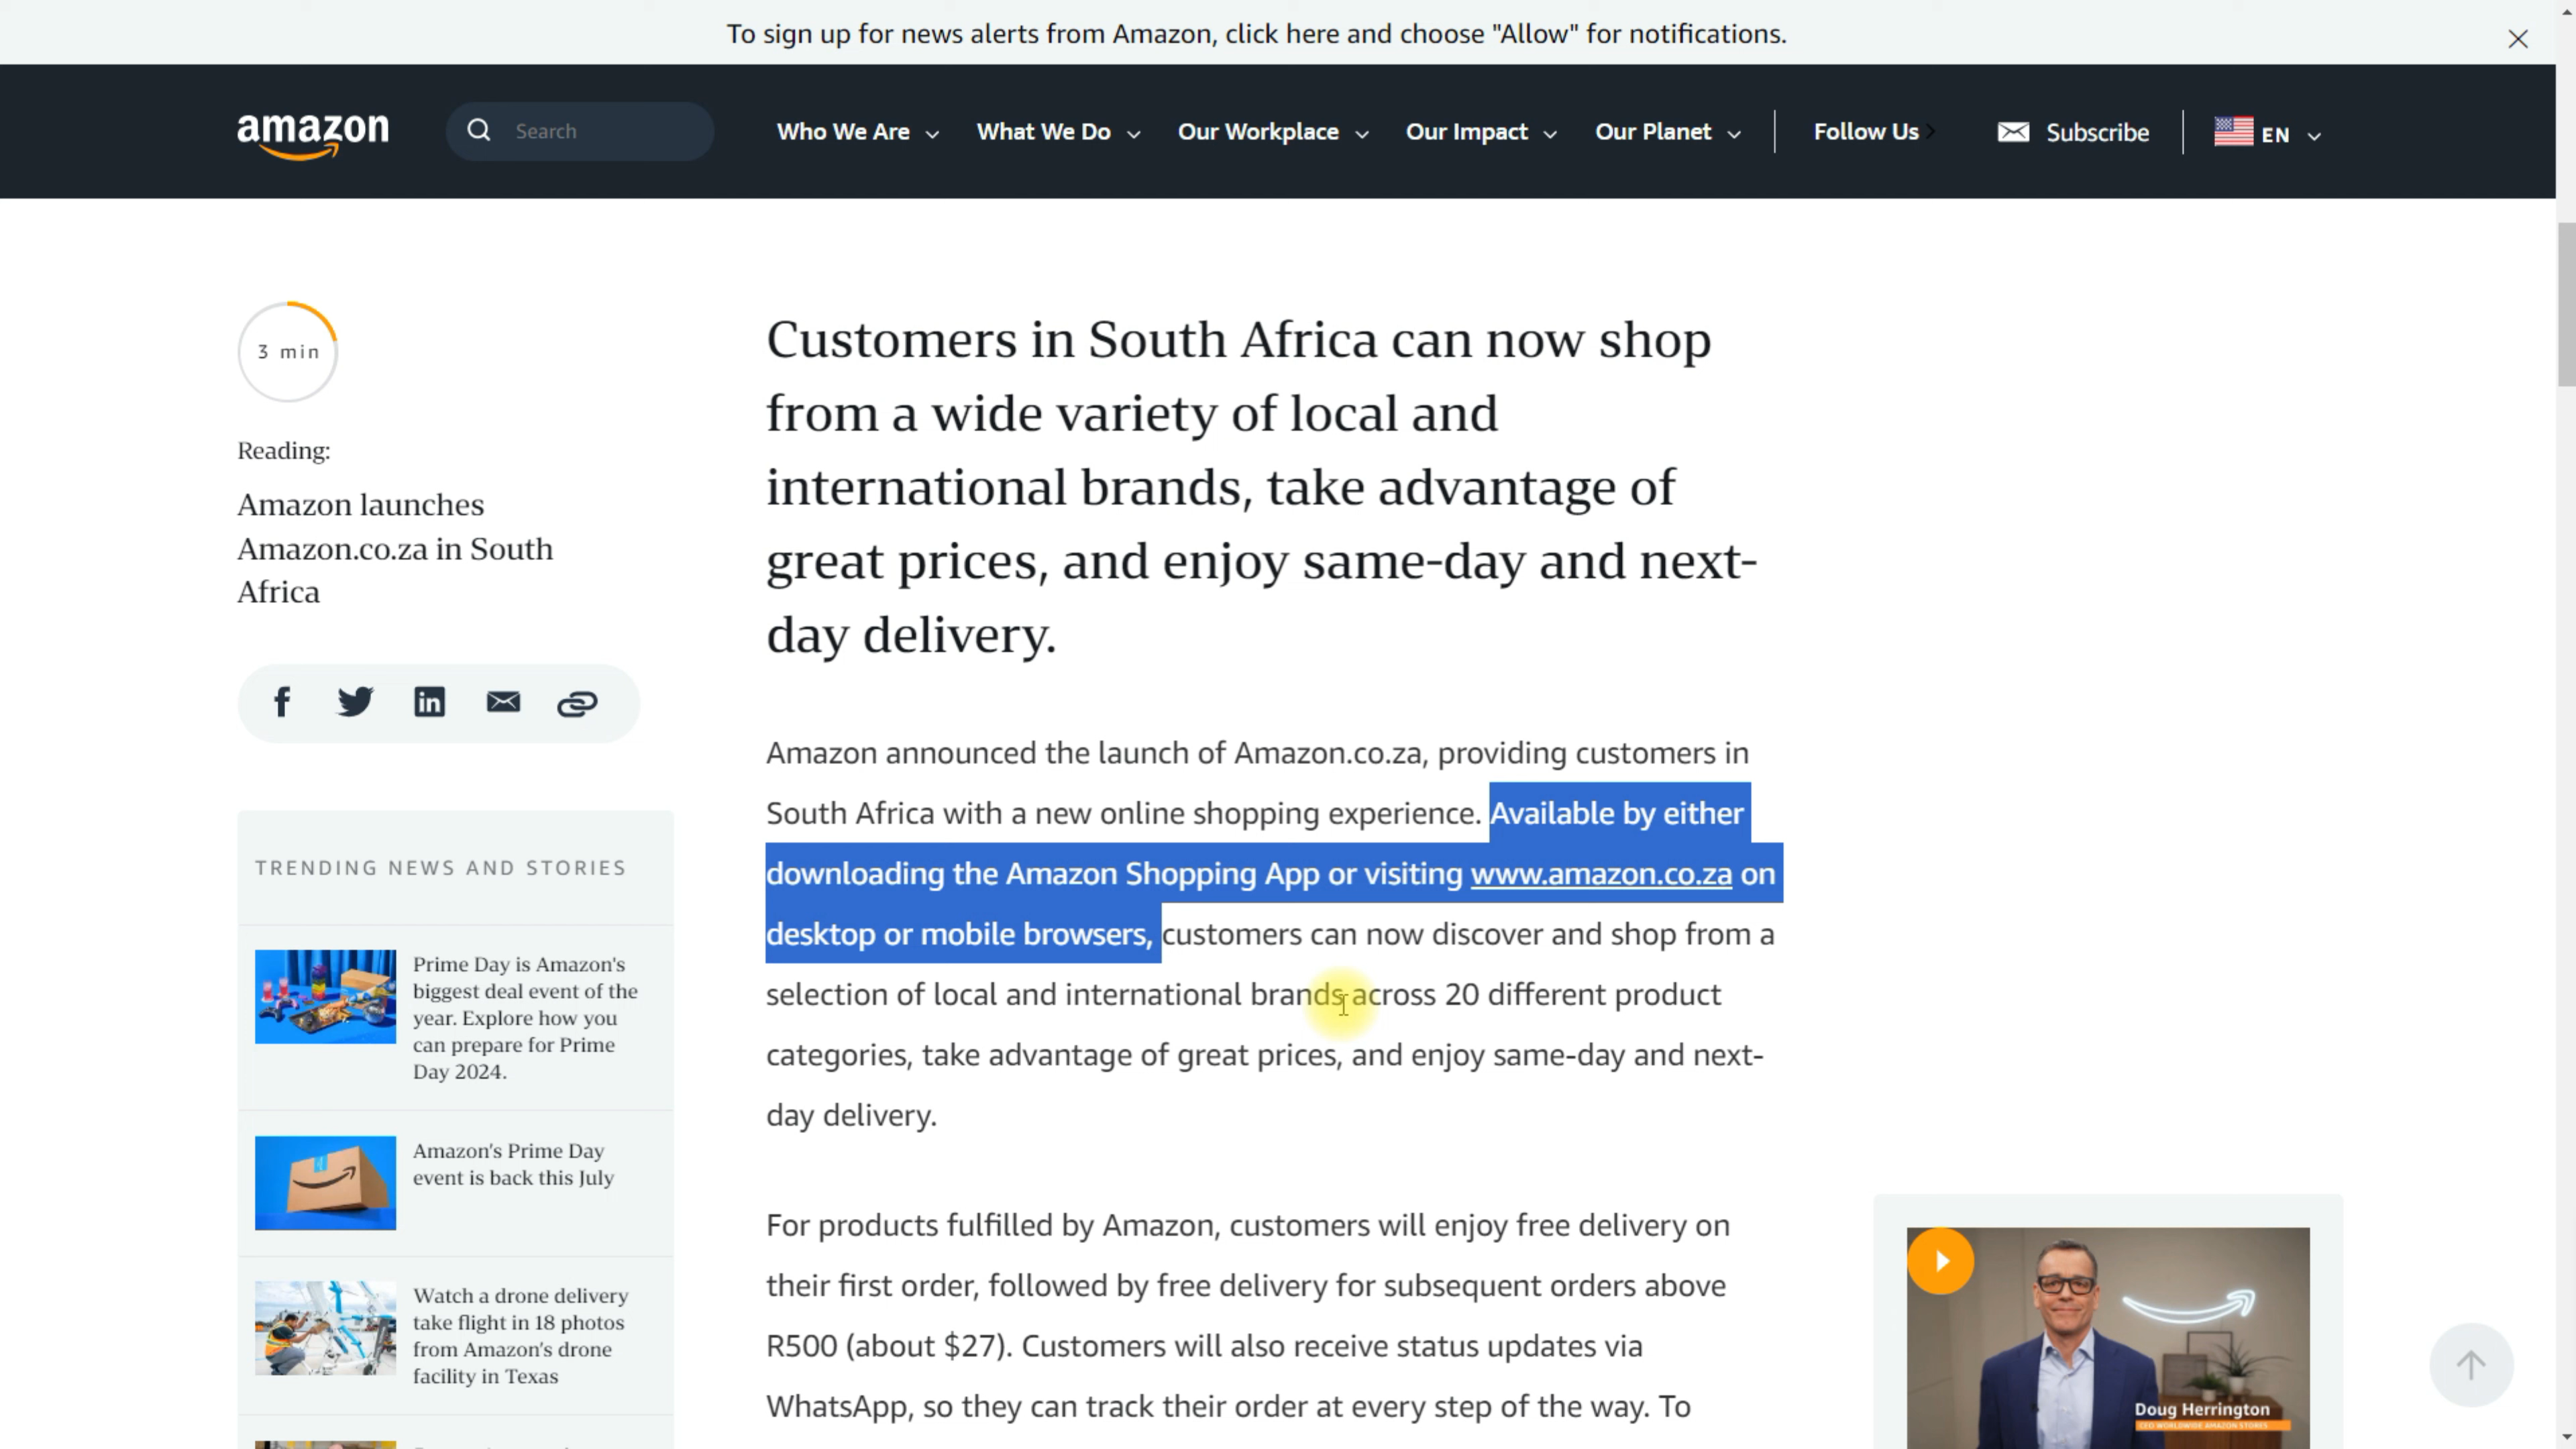 To sign up for news alerts from Amazon, click here and choose "Allow" for notifications.
amazon
Search
Who We Are
What We Do
Our Workplace
Our Impact
Our Planet
Follow Us
Subscribe
EN
3 min
Reading:
Amazon launches
Amazon.co.za in South
Africa
TRENDING NEWS AND STORIES
Prime Day is Amazon's
biggest deal event of the
year. Explore how you
can prepare for Prime
Day 2024.
Amazon's Prime Day
event is back this July
Watch a drone delivery
take flight in 18 photos
from Amazon's drone
facility in Texas
Customers in South Africa can now shop
from a wide variety of local and
international brands, take advantage of
great prices, and enjoy same-day and next-
day delivery.
Amazon announced the launch of Amazon.co.za, providing customers in
South Africa with a new online shopping experience. Available by either
downloading the Amazon Shopping App or visiting www.amazon.co.za on
desktop or mobile browsers, customers can now discover and shop from a
selection of local and international brands across 20 different product
categories, take advantage of great prices, and enjoy same-day and next-
day delivery.
For products fulfilled by Amazon, customers will enjoy free delivery on
their first order, followed by free delivery for subsequent orders above
R500 (about $27). Customers will also receive status updates via
WhatsApp, so they can track their order at every step of the way. To
Doug Herrington
CEO WORLDWIDE AMAZON STORES